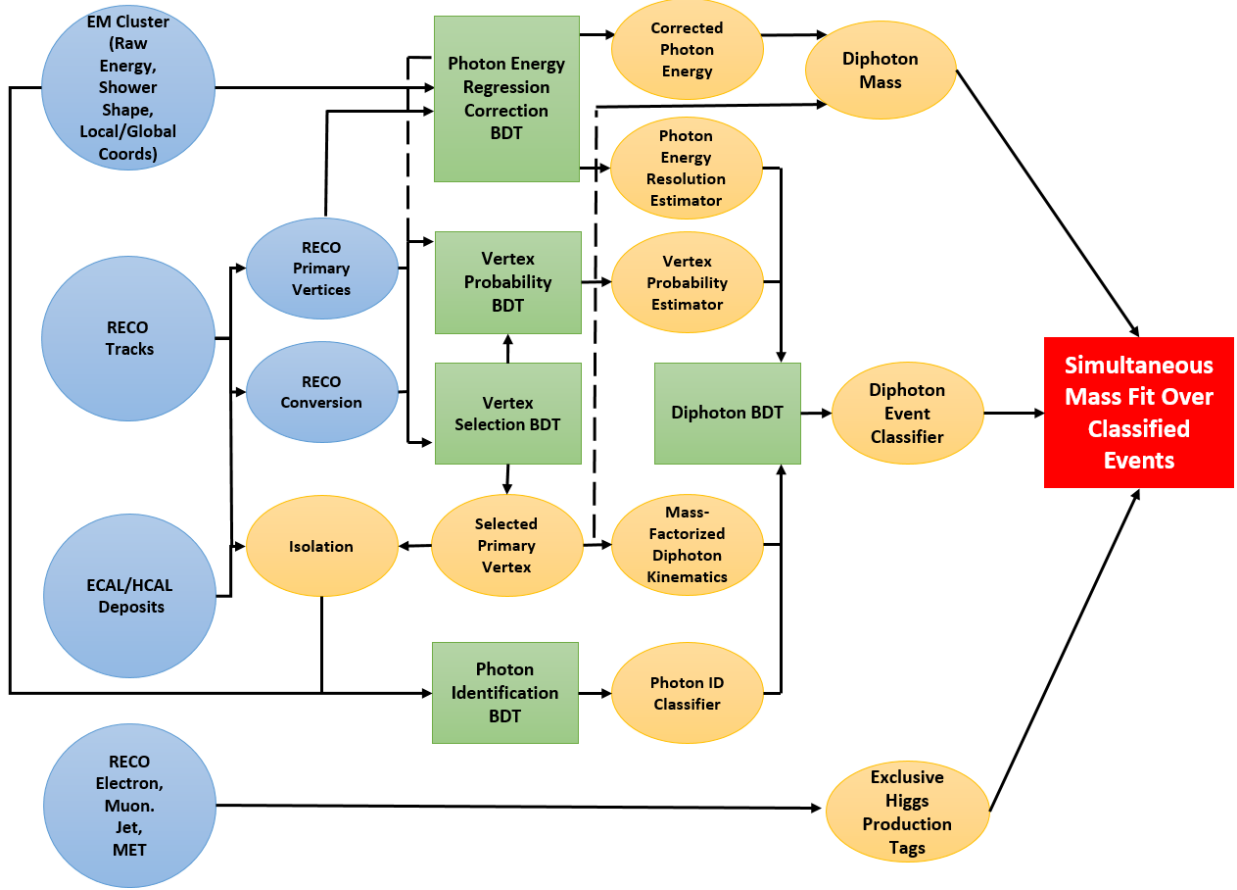 EM Cluster
(Raw
Energy,
Shower
Shape,
Local/Global
Coords)
Photon Energy
Regression
Correction
BDT
Corrected
Photon
Energy
Diphoton
Mass
Photon
Energy
Resolution
Estimator
RECO
Primary
Vertices
Vertex
Probability
BDT
Vertex
Probability
Estimator
RECO
Tracks
RECO
Conversion
Vertex
Selection BDT
Diphoton BDT
Diphoton
Event
Classifier
Simultaneous
Mass Fit Over
Classified
Events
ECAL/HCAL
Deposits
Isolation
Selected
Primary
Vertex
Mass-
Factorized
Diphoton
Kinematics
Photon
Identification
BDT
Photon ID
Classifier
RECO
Electron,
Muon.
Jet,
MET
Exclusive
Higgs
Production
Tags